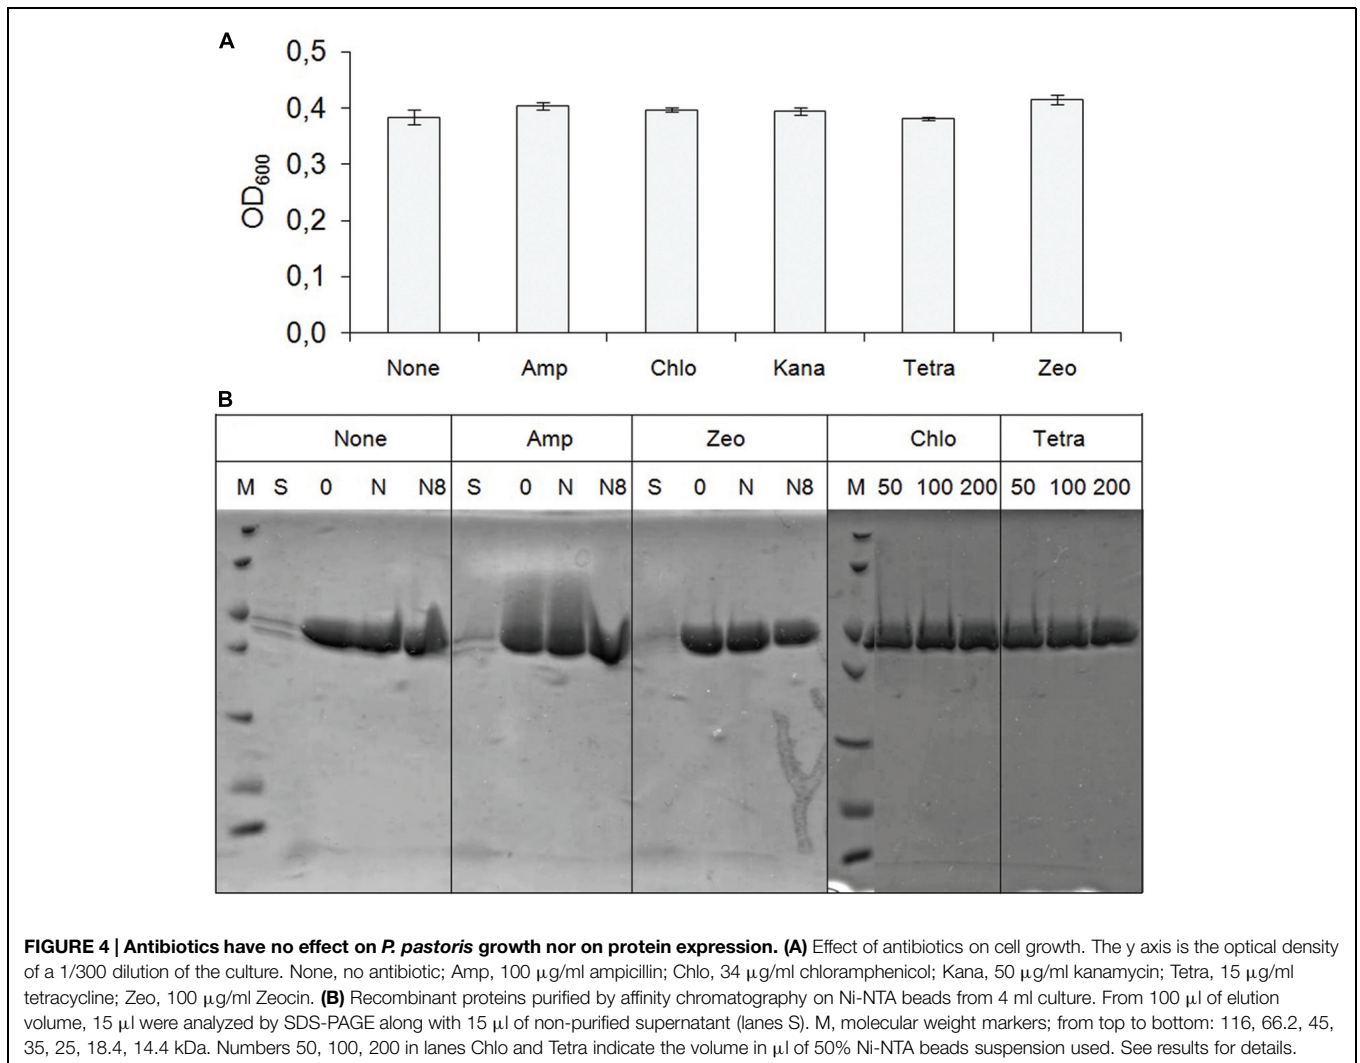 A
0,5
0,4
0,3
0,2
0,1
0,0
OD600
None Amp Chlo Kana Tetra Zeo
B
None Amp Zeo Chlo Tetra
M S 0 N N8 S 0 N N8 S 0 N N8 M 50 100 200 50 100 200
FIGURE 4 | Antibiotics have no effect on P. pastoris growth nor on protein expression. (A) Effect of antibiotics on cell growth. The y axis is the optical density
of a 1/300 dilution of the culture. None, no antibiotic; Amp, 100 μg/ml ampicillin; Chlo, 34 μg/ml chloramphenicol; Kana, 50 μg/ml kanamycin; Tetra, 15 μg/ml
tetracycline; Zeo, 100 μg/ml Zeocin. (B) Recombinant proteins purified by affinity chromatography on Ni-NTA beads from 4 ml culture. From 100 μl of elution
volume, 15 μl were analyzed by SDS-PAGE along with 15 μl of non-purified supernatant (lanes S). M, molecular weight markers; from top to bottom: 116, 66.2, 45,
35, 25, 18.4, 14.4 kDa. Numbers 50, 100, 200 in lanes Chlo and Tetra indicate the volume in μl of 50% Ni-NTA beads suspension used. See results for details.